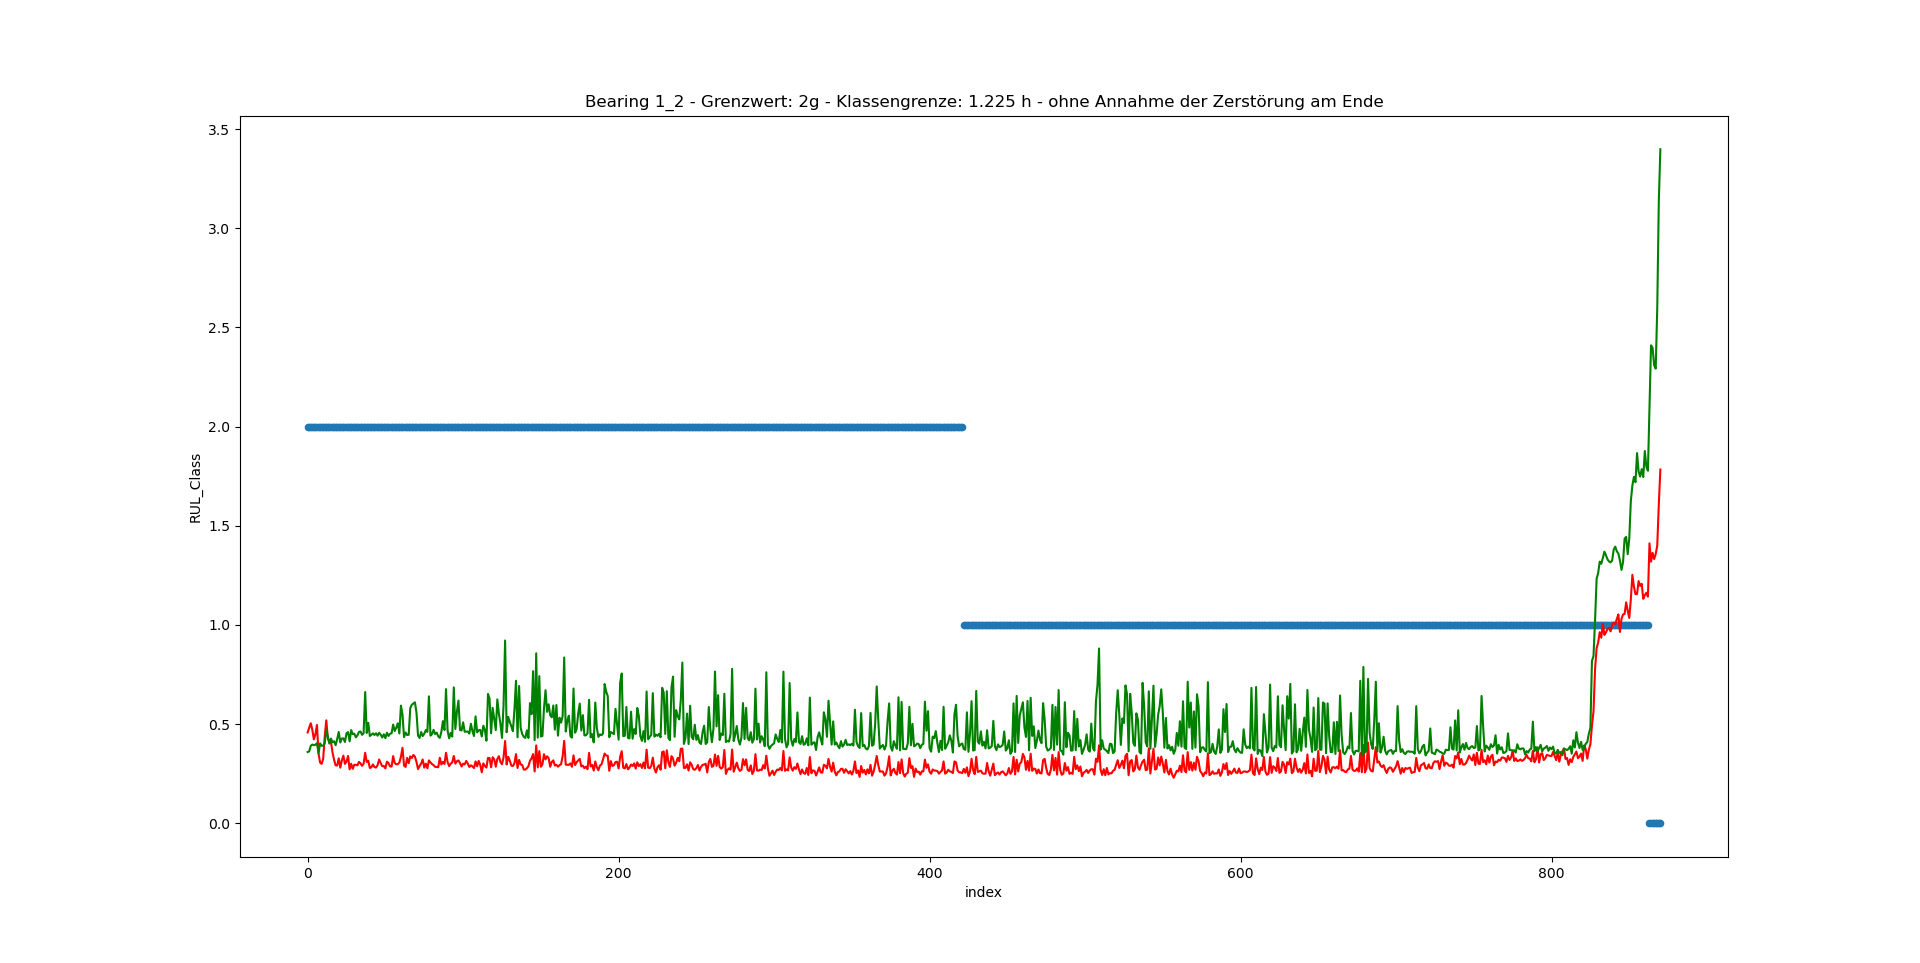 Bearing 1_2 - Grenzwert: 2g - Klassengrenze: 1.225 h - ohne Annahme der Zerstörung am Ende
3.5
3.0
2.5
2.0
1.5
1.0
0.5
0.0
RUL_Class
0 200 400 600 800
index